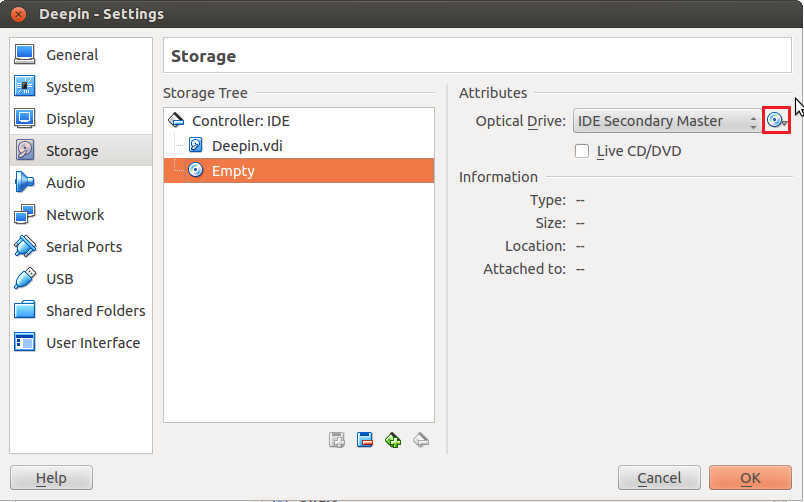 Deepin - Settings
General
System
Display
Storage
Audio
Network
Serial Ports
USB
Shared Folders
User Interface
Storage
Storage Tree
Controller: IDE
Deepin.vdi
Empty
Attributes
Optical Drive: IDE Secondary Master
Live CD/DVD
Information
Type: --
Size: --
Location: --
Attached to: --
Help
Cancel
OK